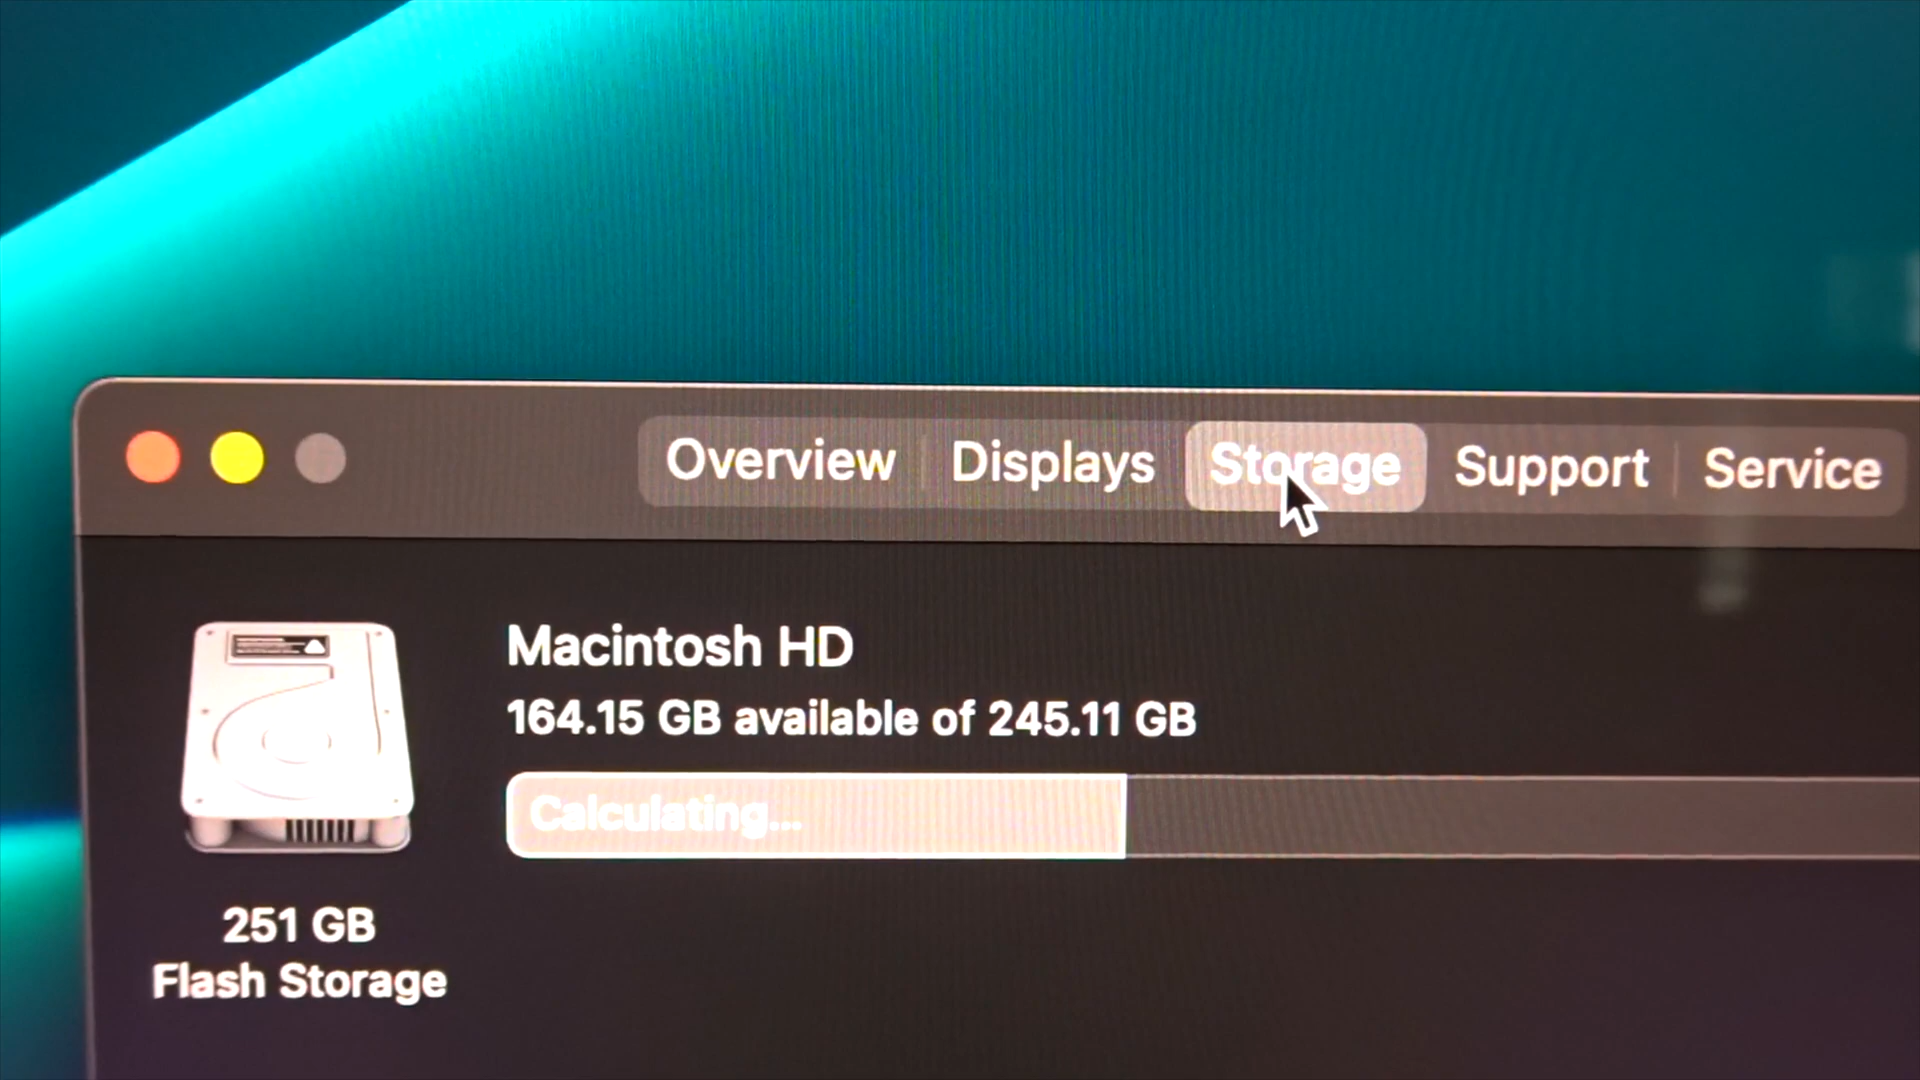 Overview Displays Storage Support Service
Macintosh HD
164.15 GB available of 245.11 GB
Calculating...
251 GB
Flash Storage